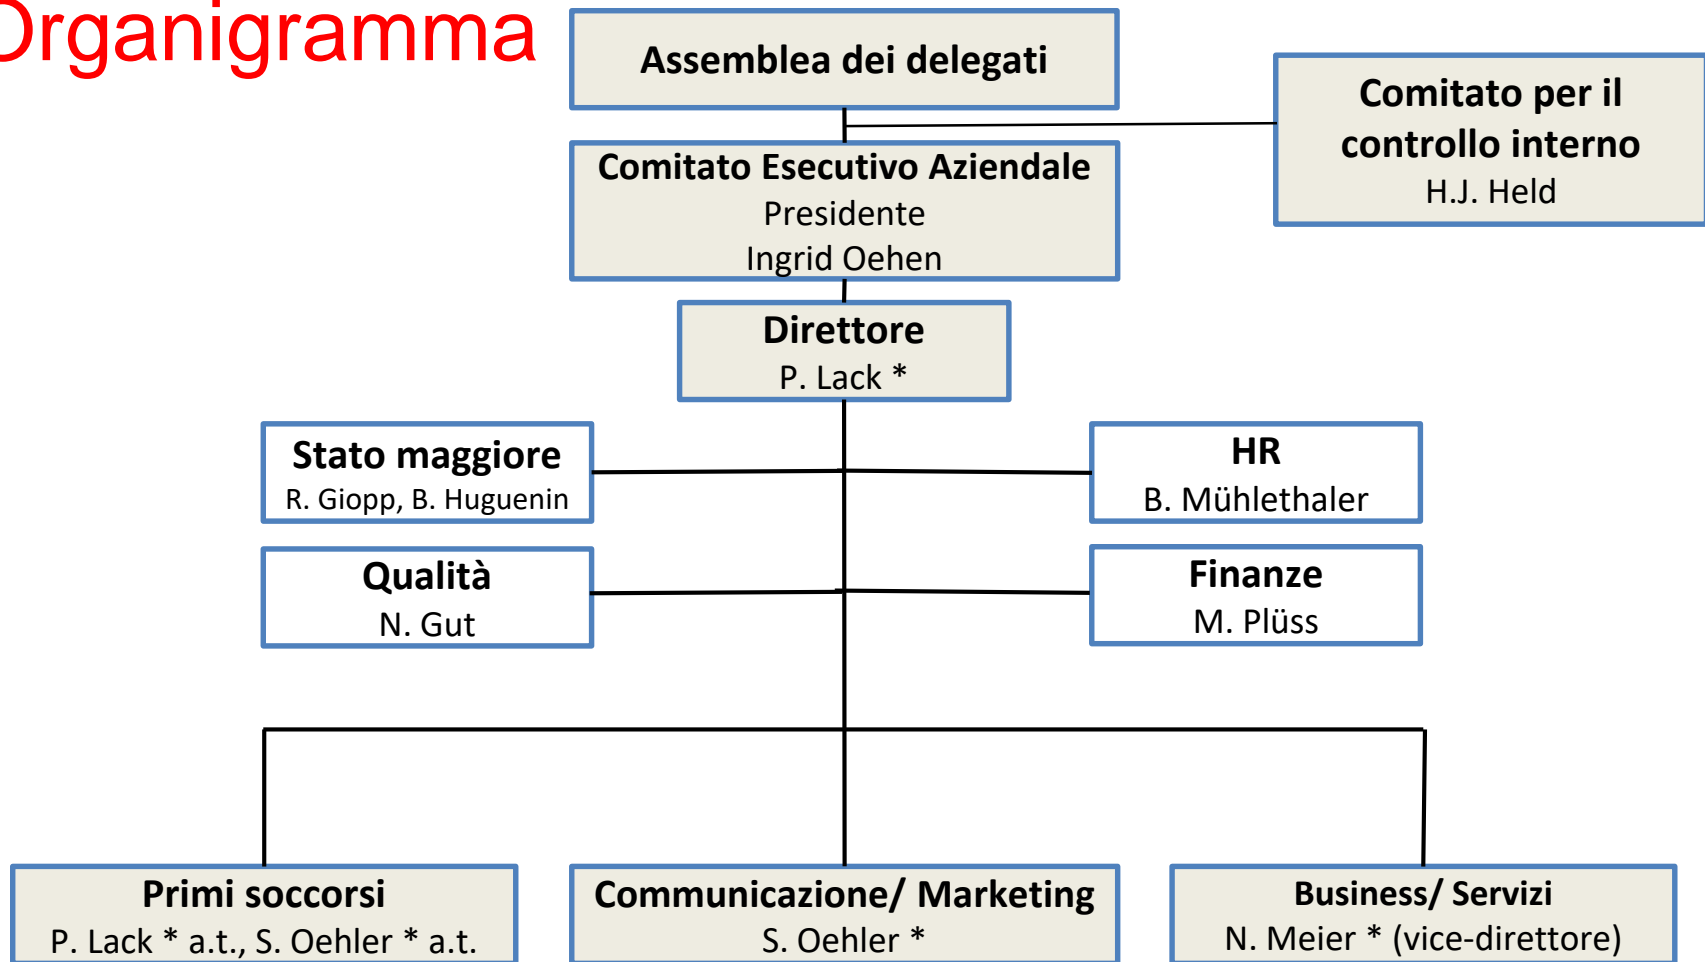 Organigramma
Assemblea dei delegati
Comitato per il
controllo interno
H.J. Held
Comitato Esecutivo Aziendale
Presidente
Ingrid Oehen
Direttore
P. Lack *
Stato maggiore
R. Giopp, B. Huguenin
HR
B. Mühlethaler
Qualità
N. Gut
Finanze
M. Plüss
Primi soccorsi
P. Lack * a.t., S. Oehler * a.t.
Communicazione/ Marketing
S. Oehler *
Business/ Servizi
N. Meier * (vice-direttore)